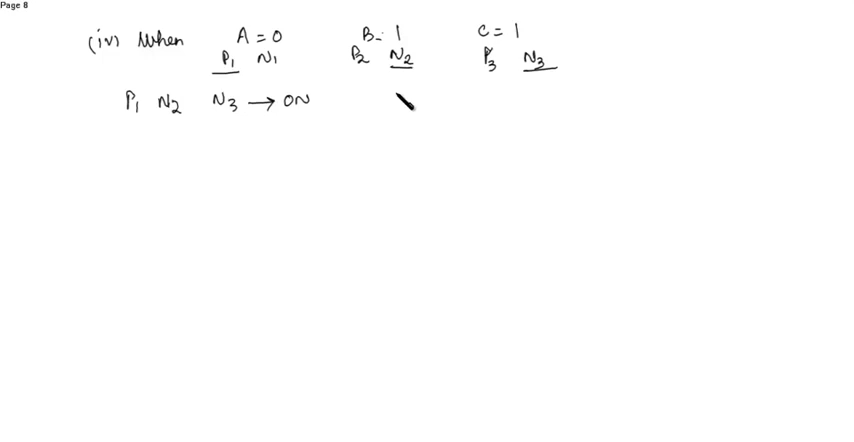 Page 8
(iv) When A = 0 B = 1 C = 1
P1 N1 P2 N2 P3 N3
P1 N2 N3 → ON